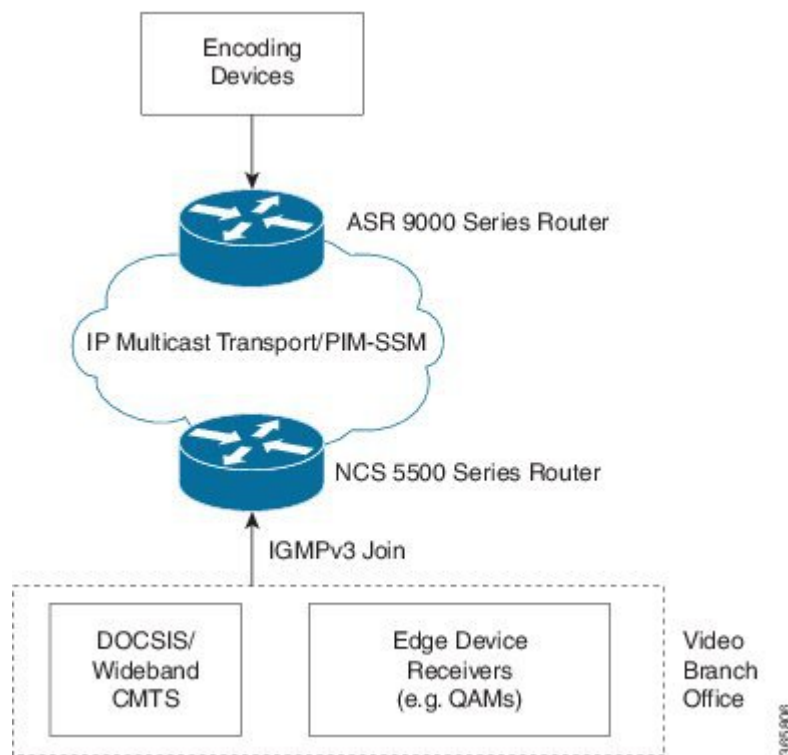 Encoding
Devices
ASR 9000 Series Router
IP Multicast Transport/PIM-SSM
NCS 5500 Series Router
IGMPv3 Join
DOCSIS/
Wideband
CMTS
Edge Device
Receivers
(e.g. QAMs)
Video
Branch
Office
365806